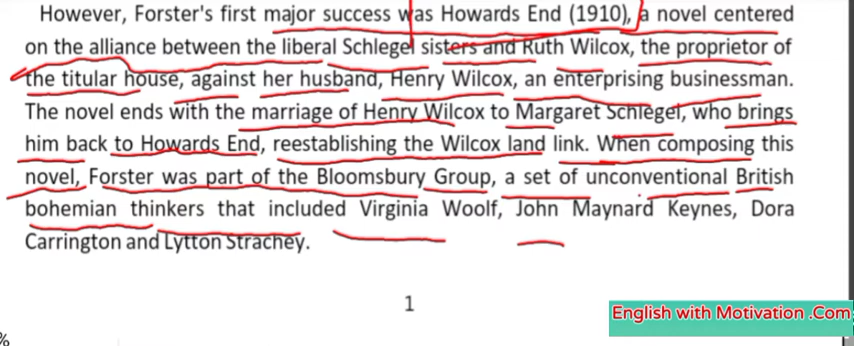 However, Forster's first major success was Howards End (1910), a novel centered
on the alliance between the liberal Schlegel sisters and Ruth Wilcox, the proprietor of
the titular house, against her husband, Henry Wilcox, an enterprising businessman.
The novel ends with the marriage of Henry Wilcox to Margaret Schlegel, who brings
him back to Howards End, reestablishing the Wilcox land link. When composing this
novel, Forster was part of the Bloomsbury Group, a set of unconventional British
bohemian thinkers that included Virginia Woolf, John Maynard Keynes, Dora
Carrington and Lytton Strachey.
1
English with Motivation .Com
%